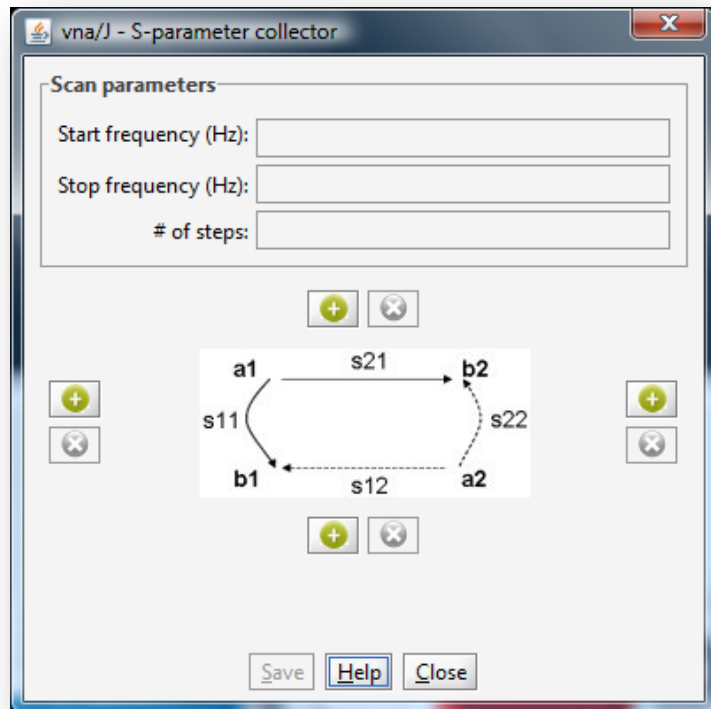 vna/J - S-parameter collector
Scan parameters
Start frequency (Hz):
Stop frequency (Hz):
# of steps:
a1 s21 b2
s11 s22
b1 s12 a2
Save Help Close